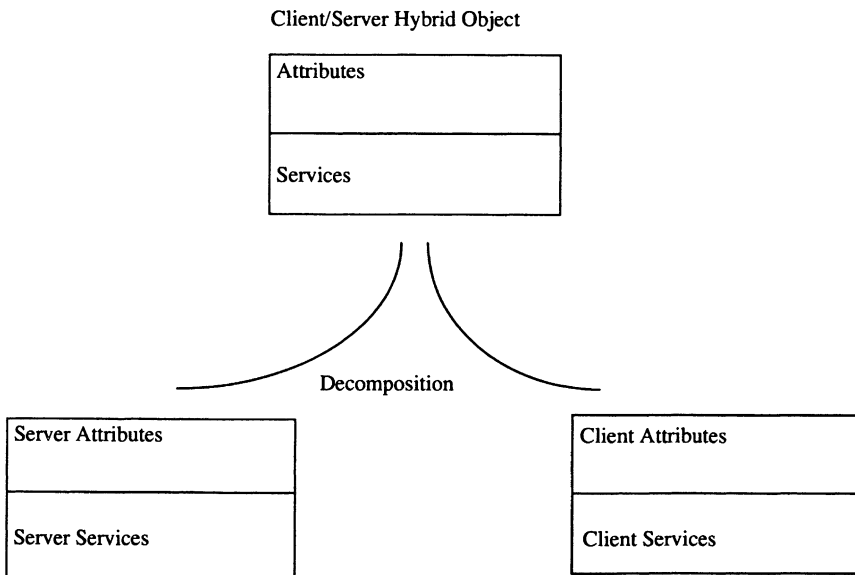 Client/Server Hybrid Object
Attributes
Services
Decomposition
Server Attributes
Client Attributes
Server Services
Client Services